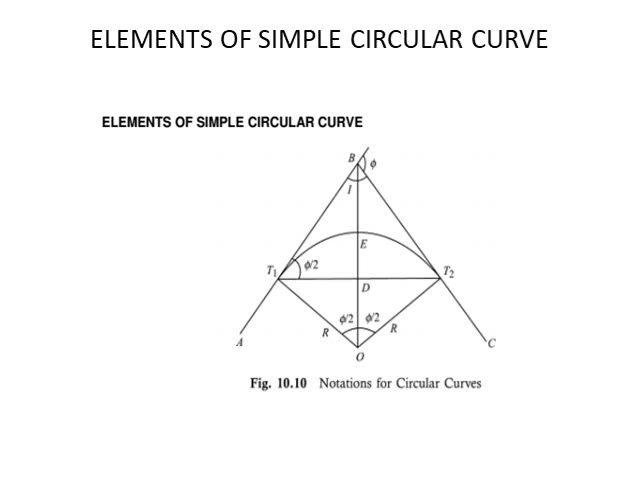 ELEMENTS OF SIMPLE CIRCULAR CURVE
ELEMENTS OF SIMPLE CIRCULAR CURVE
B
ϕ
I
E
T1
ϕ/2
T2
D
ϕ/2 ϕ/2
R
R
A
C
O
Fig. 10.10 Notations for Circular Curves